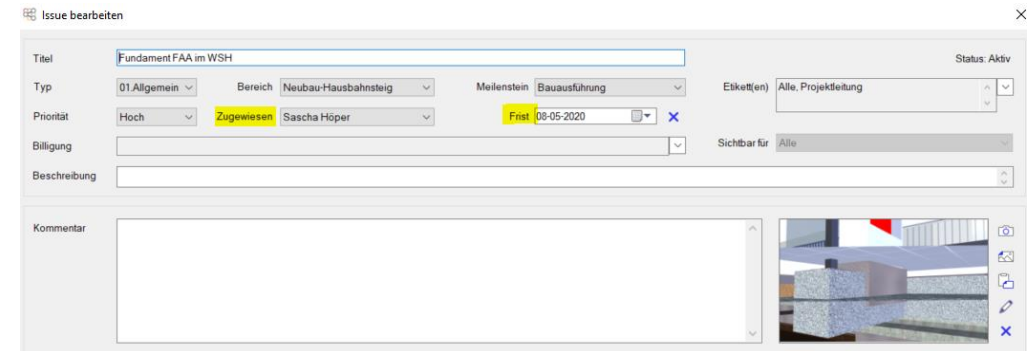 Issue bearbeiten
Titel Fundament FAA im WSH Status: Aktiv
Typ 01.Allgemein Bereich Neubau-Hausbahnsteig Meilenstein Bauausführung Etikett(en) Alle, Projektleitung
Priorität Hoch Zugewiesen Sascha Höper Frist 08-05-2020
Billigung Sichtbar für Alle
Beschreibung
Kommentar